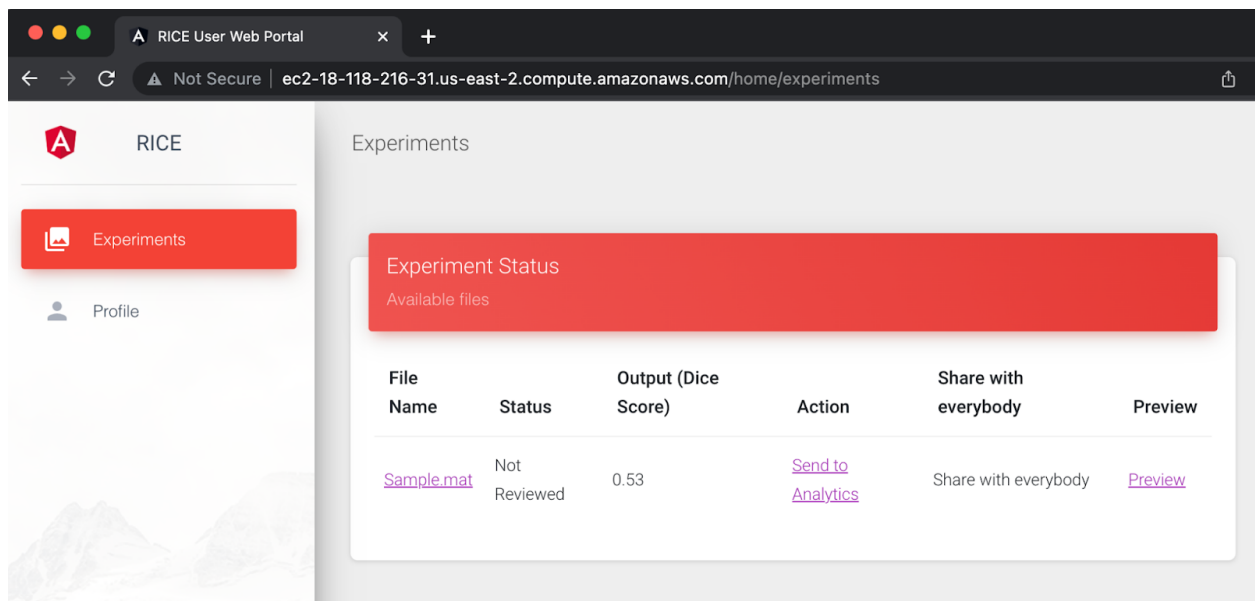 RICE User Web Portal
Not Secure ec2-18-118-216-31.us-east-2.compute.amazonaws.com/home/experiments
RICE
Experiments
Profile
Experiments
Experiment Status
Available files
File Name Status Output (Dice Score) Action Share with everybody Preview
Sample.mat Not Reviewed 0.53 Send to Analytics Share with everybody Preview